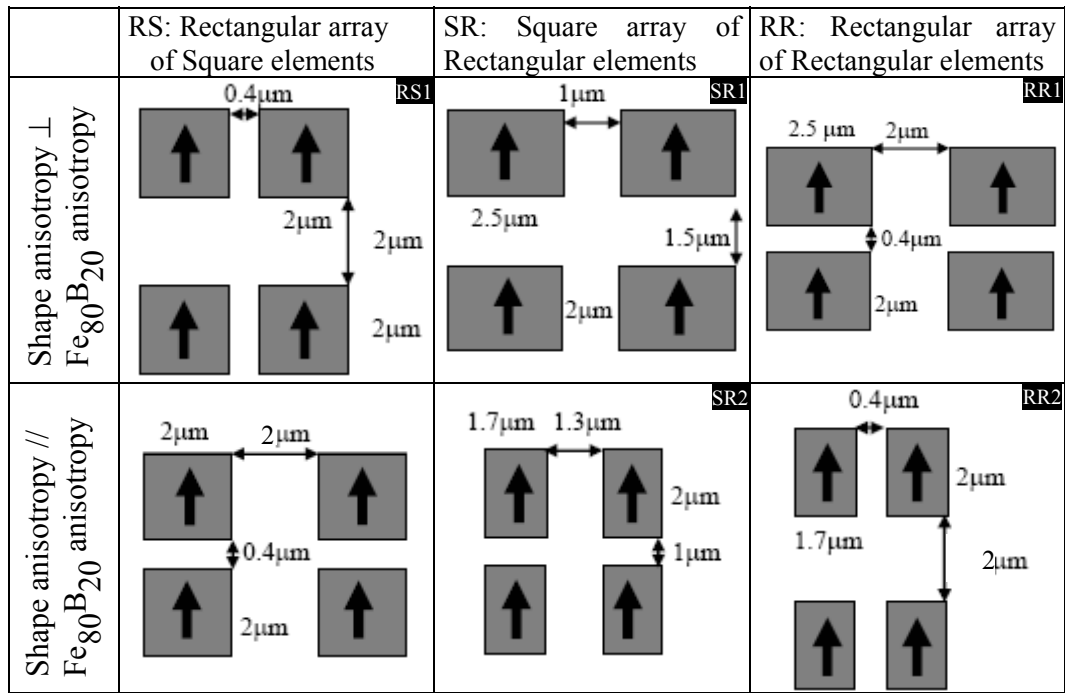 RS: Rectangular array
of Square elements
SR: Square array of
Rectangular elements
RR: Rectangular array
of Rectangular elements
Shape anisotropy ⊥
Fe80B20 anisotropy
RS1
0.4μm
2μm
2μm
2μm
SR1
1μm
2.5μm
1.5μm
2μm
RR1
2.5 μm
2μm
0.4μm
2μm
Shape anisotropy //
Fe80B20 anisotropy
2μm
2μm
0.4μm
2μm
SR2
1.7μm
1.3μm
2μm
1μm
RR2
0.4μm
2μm
1.7μm
2μm